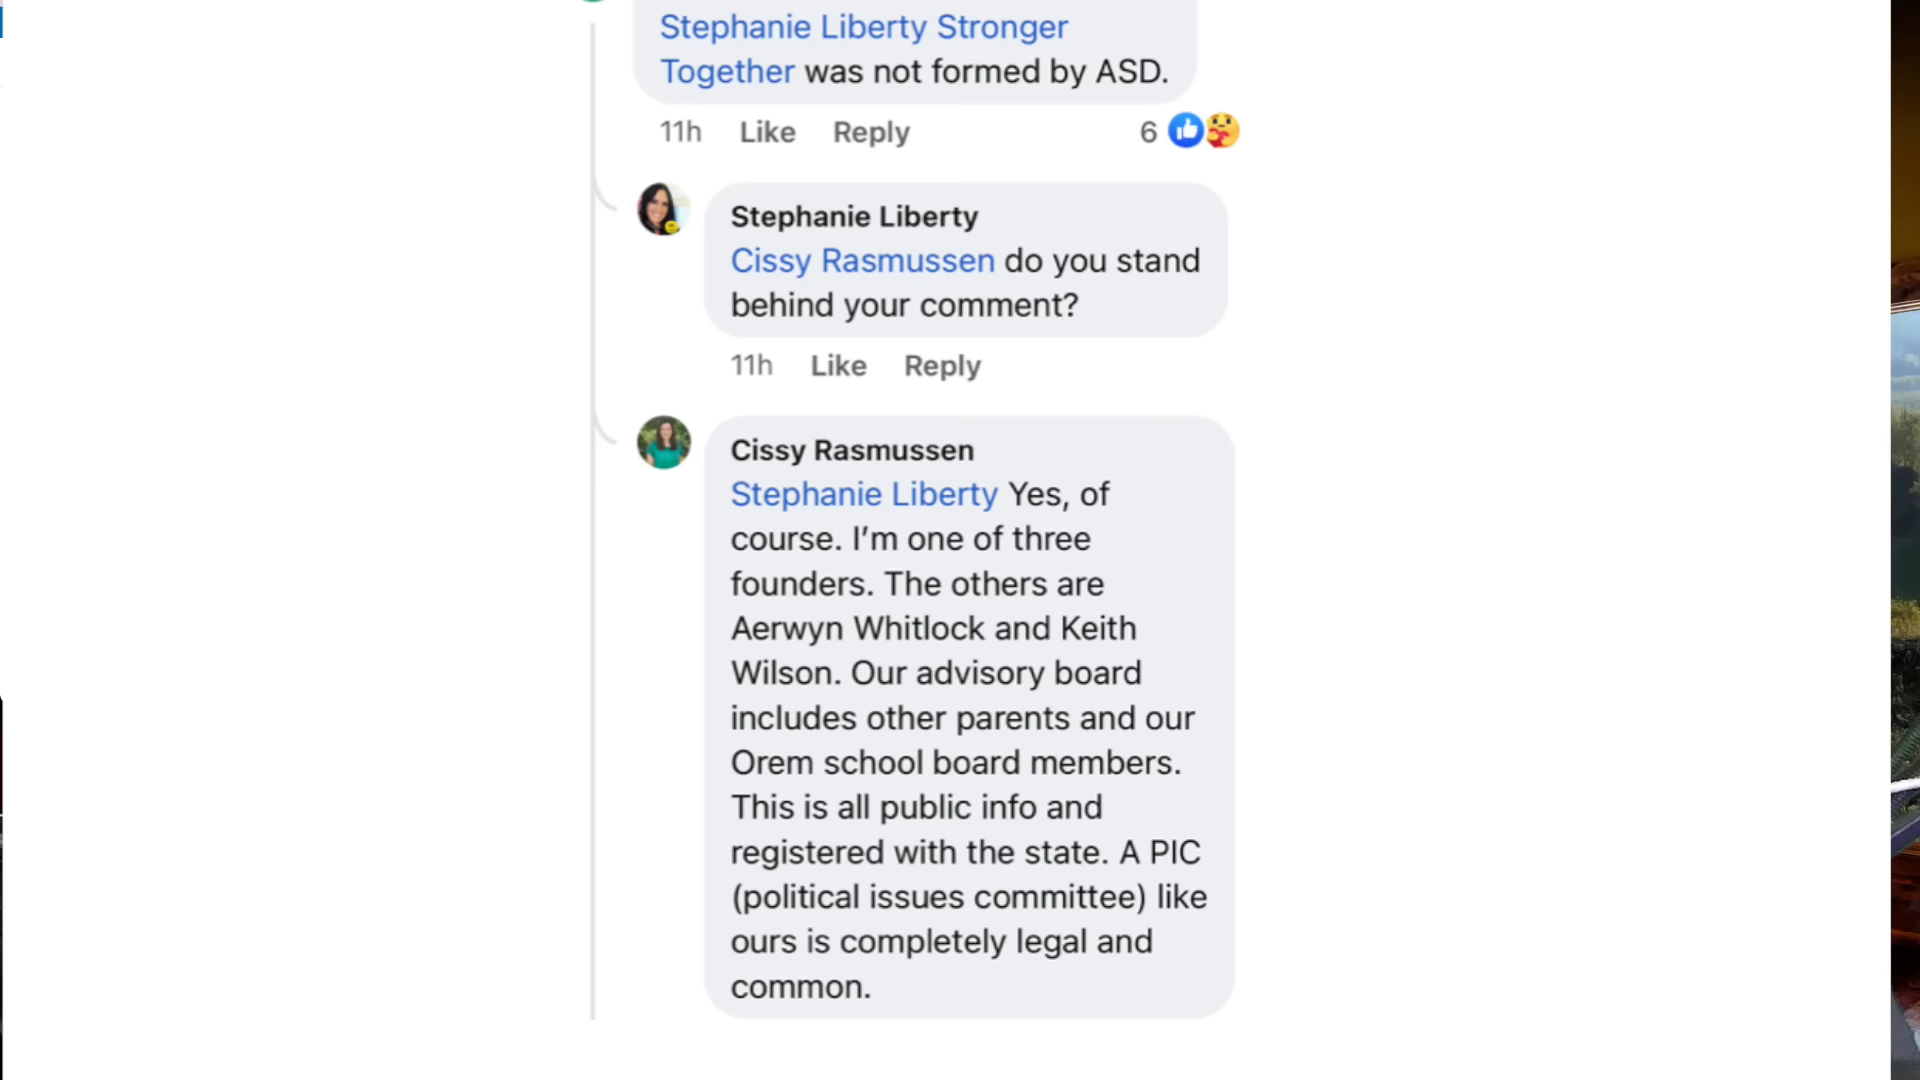 Stephanie Liberty Stronger
Together was not formed by ASD.
11h Like Reply 6
Stephanie Liberty
Cissy Rasmussen do you stand
behind your comment?
11h Like Reply
Cissy Rasmussen
Stephanie Liberty Yes, of
course. I’m one of three
founders. The others are
Aerwyn Whitlock and Keith
Wilson. Our advisory board
includes other parents and our
Orem school board members.
This is all public info and
registered with the state. A PIC
(political issues committee) like
ours is completely legal and
common.